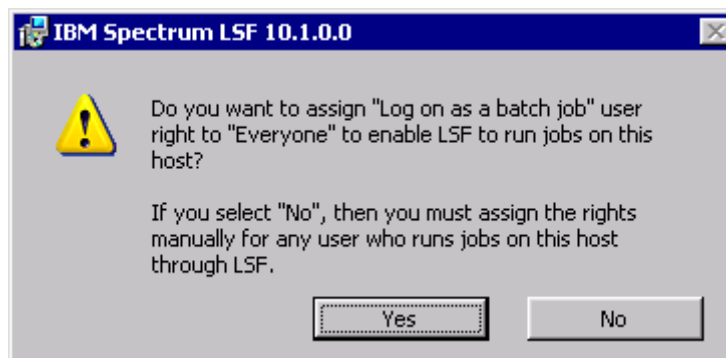 IBM Spectrum LSF 10.1.0.0
Do you want to assign "Log on as a batch job" user
right to "Everyone" to enable LSF to run jobs on this
host?
If you select "No", then you must assign the rights
manually for any user who runs jobs on this host
through LSF.
Yes
No